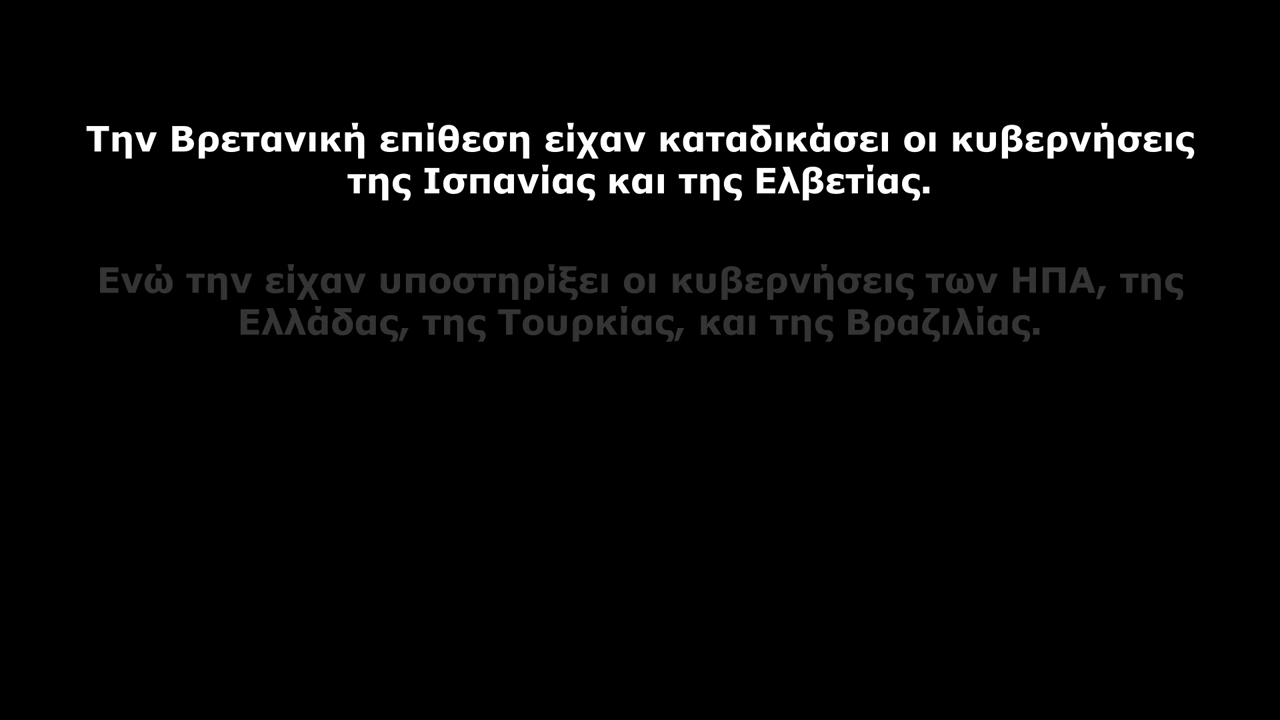 Την Βρετανική επίθεση είχαν καταδικάσει οι κυβερνήσεις
της Ισπανίας και της Ελβετίας.
Ενώ την είχαν υποστηρίξει οι κυβερνήσεις των ΗΠΑ, της
Ελλάδας, της Τουρκίας, και της Βραζιλίας.